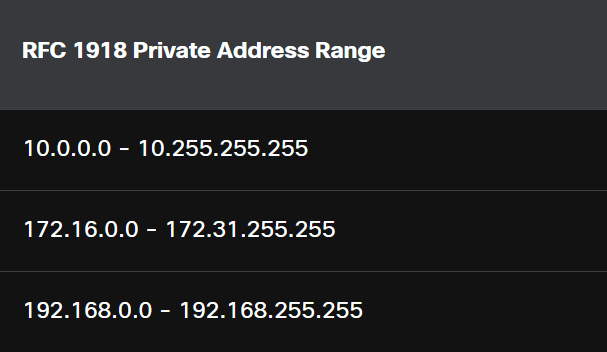 RFC 1918 Private Address Range
10.0.0.0 – 10.255.255.255
172.16.0.0 – 172.31.255.255
192.168.0.0 – 192.168.255.255